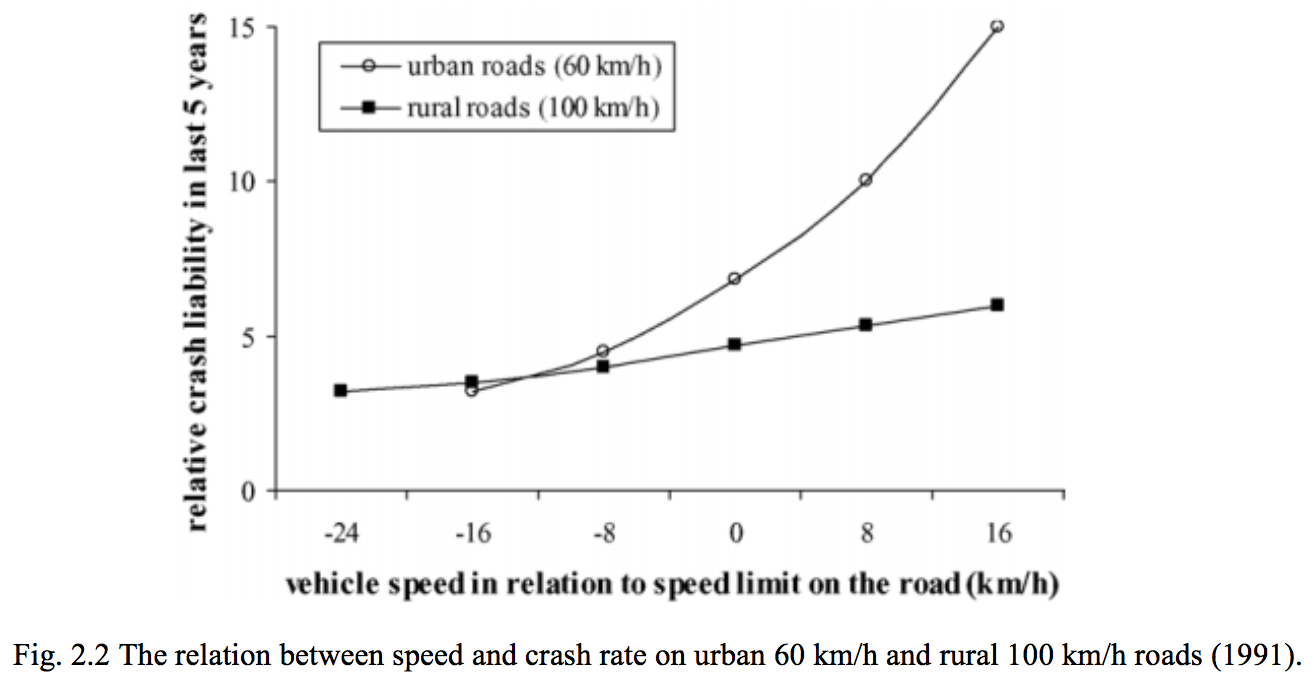 relative crash liability in last 5 years
15
10
5
0
urban roads (60 km/h)
rural roads (100 km/h)
-24 -16 -8 0 8 16
vehicle speed in relation to speed limit on the road (km/h)
Fig. 2.2 The relation between speed and crash rate on urban 60 km/h and rural 100 km/h roads (1991).